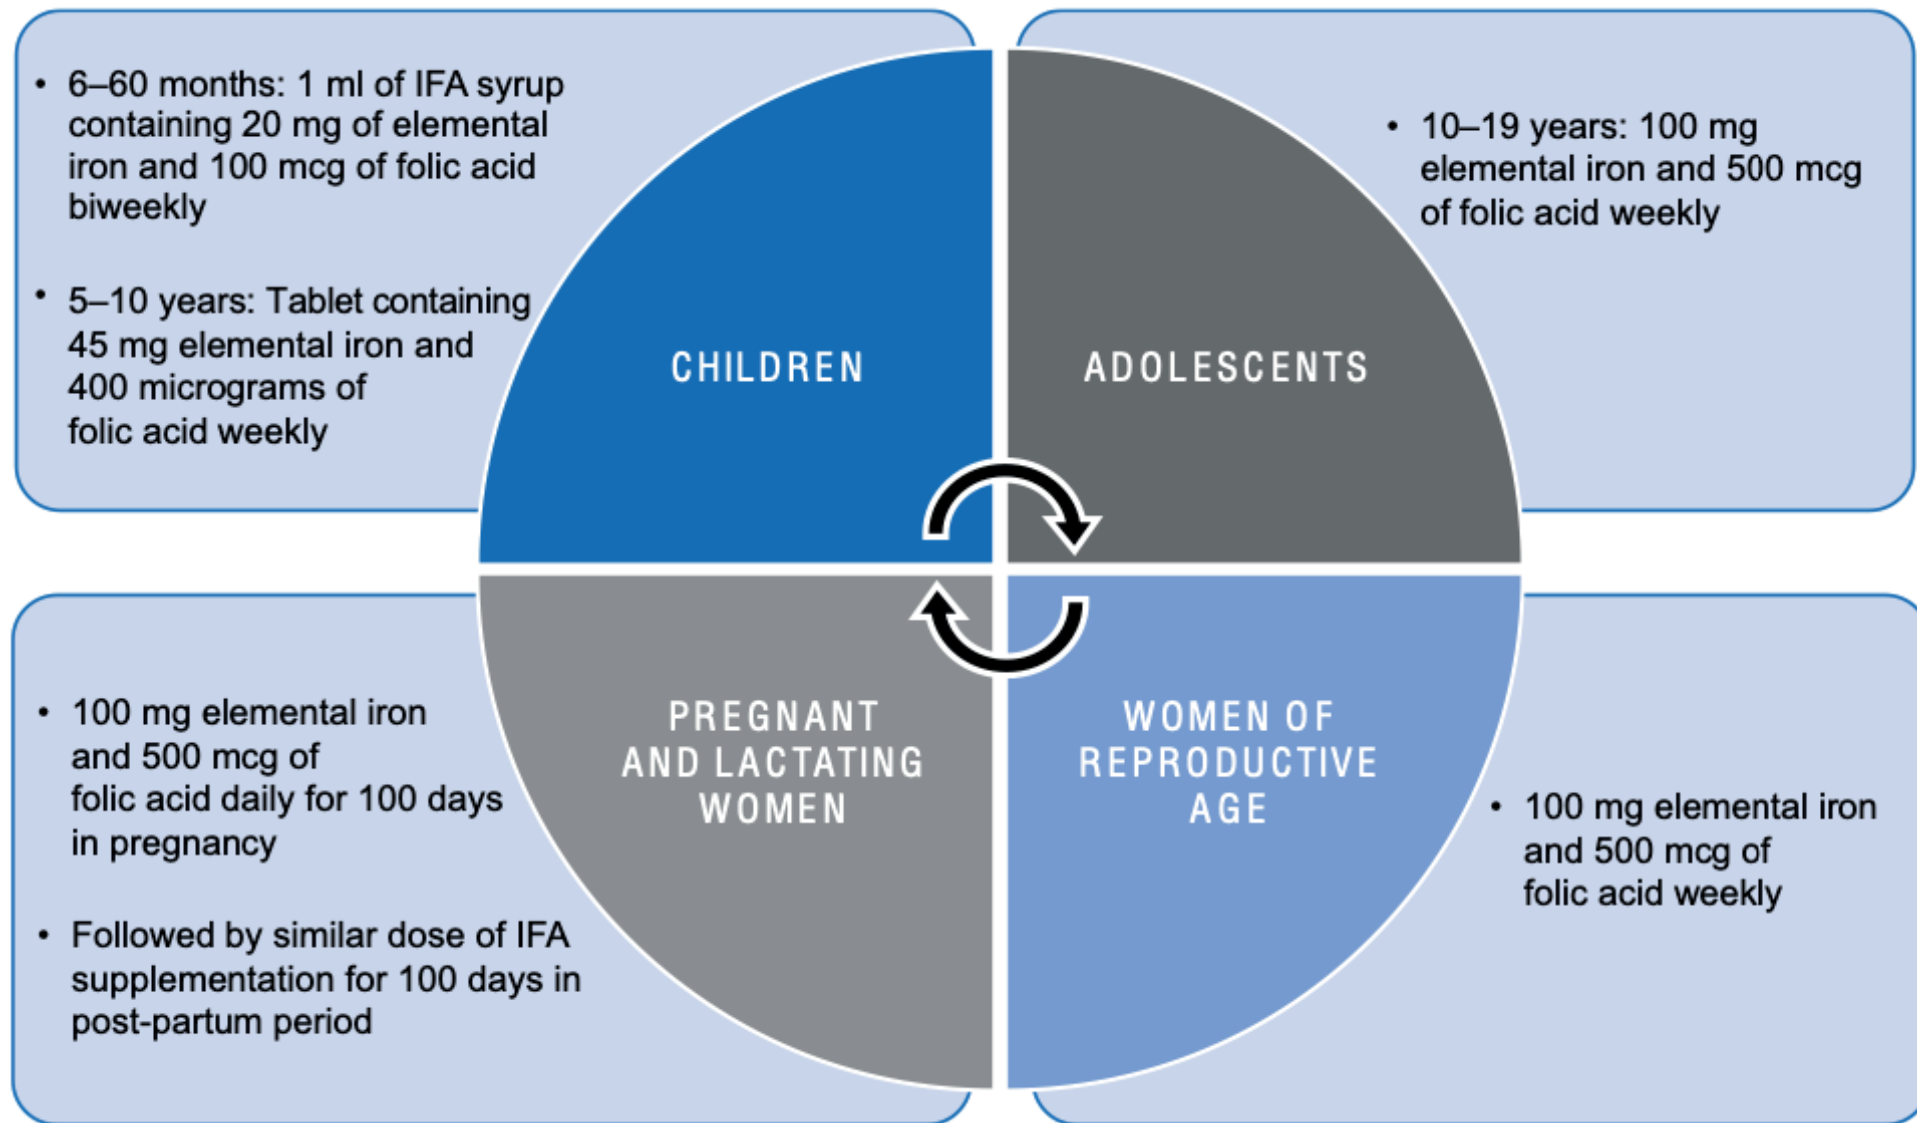 • 6–60 months: 1 ml of IFA syrup
containing 20 mg of elemental
iron and 100 mcg of folic acid
biweekly
• 5–10 years: Tablet containing
45 mg elemental iron and
400 micrograms of
folic acid weekly
CHILDREN
ADOLESCENTS
• 10–19 years: 100 mg
elemental iron and 500 mcg
of folic acid weekly
• 100 mg elemental iron
and 500 mcg of
folic acid daily for 100 days
in pregnancy
• Followed by similar dose of IFA
supplementation for 100 days in
post-partum period
PREGNANT
AND LACTATING
WOMEN
WOMEN OF
REPRODUCTIVE
AGE
• 100 mg elemental iron
and 500 mcg of
folic acid weekly